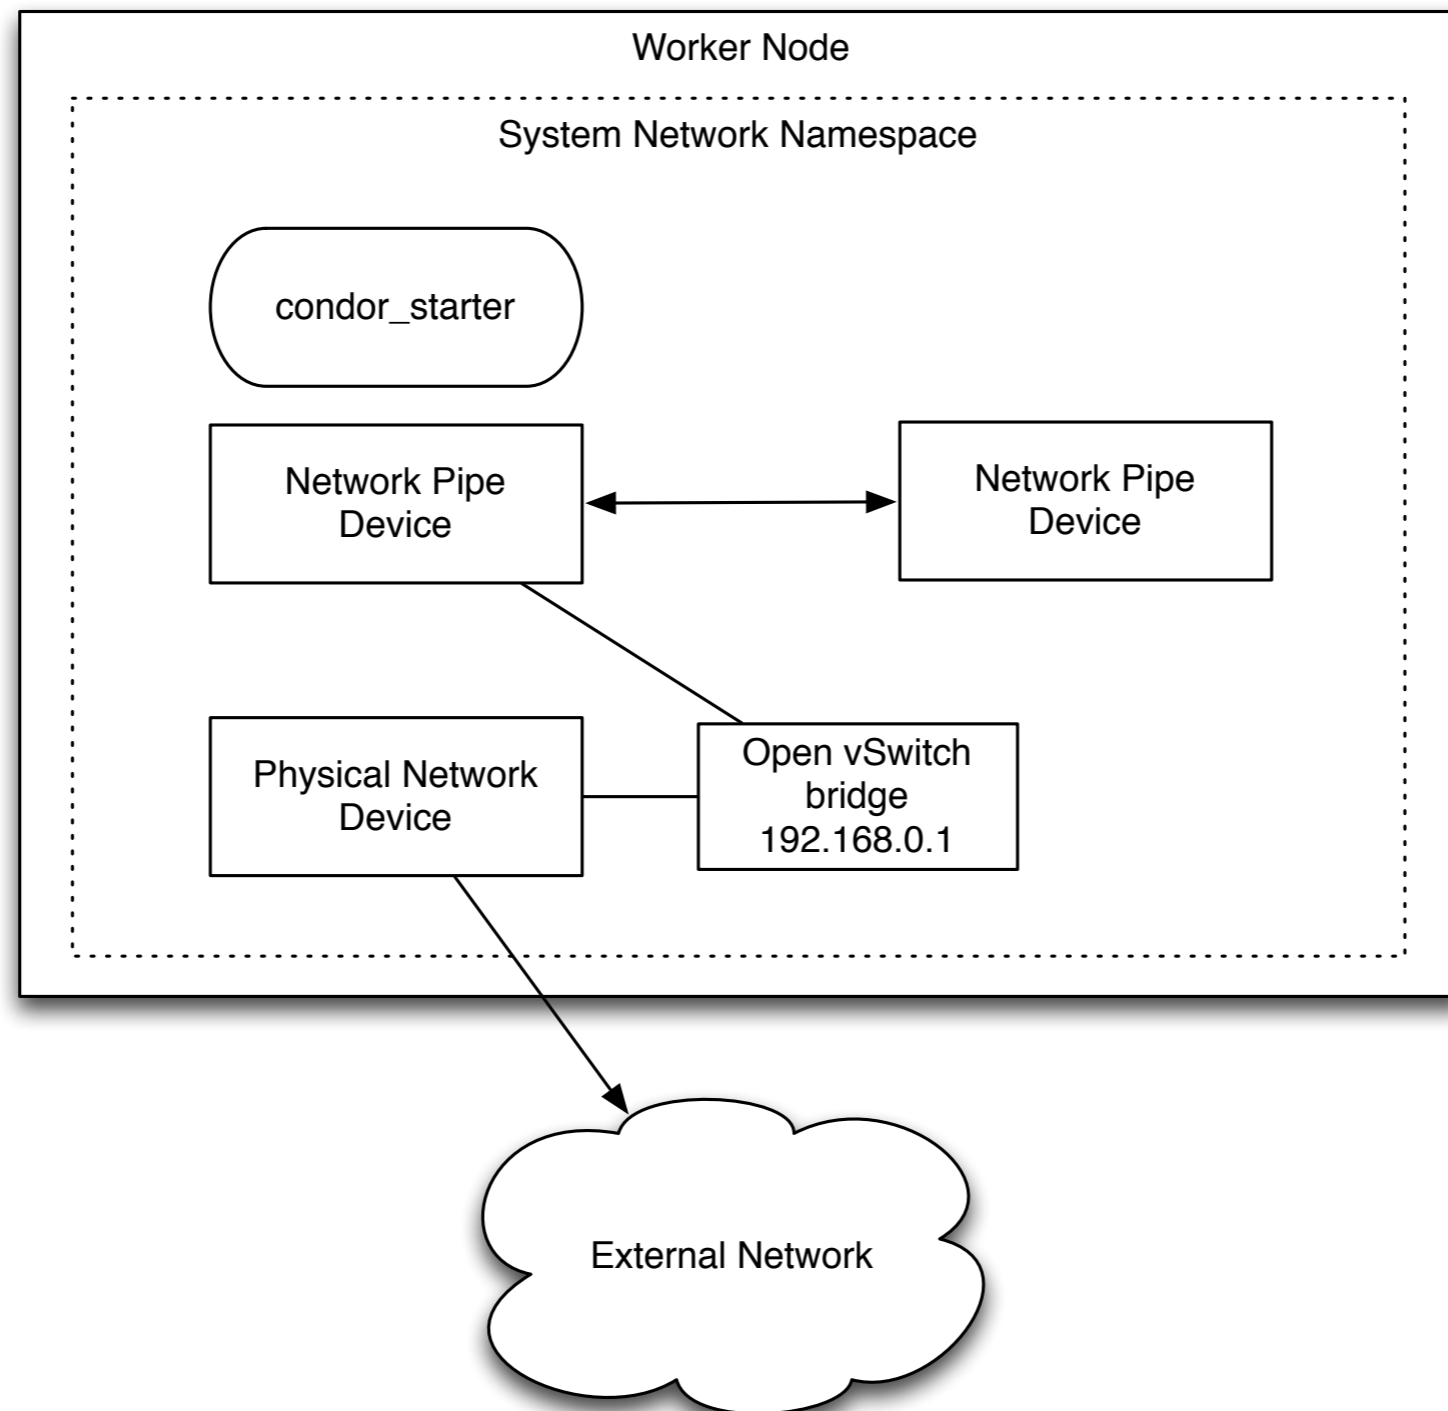 Worker Node
System Network Namespace
condor_starter
Network Pipe
Device
Network Pipe
Device
Physical Network
Device
Open vSwitch
bridge
192.168.0.1
External Network